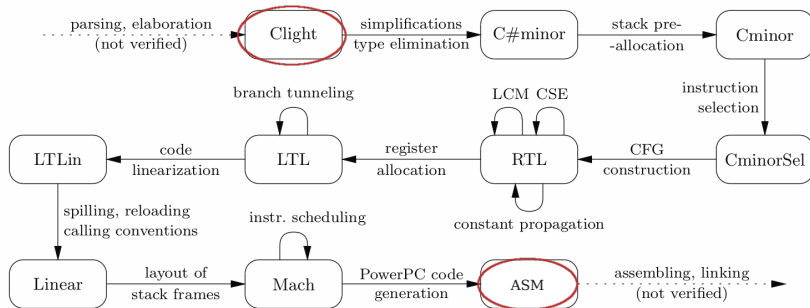 parsing, elaboration
(not verified)
Clight
simplifications
type elimination
C#minor
stack pre-
-allocation
Cminor
branch tunneling
LCM CSE
instruction
selection
LTLin
code
linearization
LTL
register
allocation
RTL
CFG
construction
CminorSel
spilling, reloading
calling conventions
instr. scheduling
constant propagation
Linear
layout of
stack frames
Mach
PowerPC code
generation
ASM
assembling, linking
(not verified)